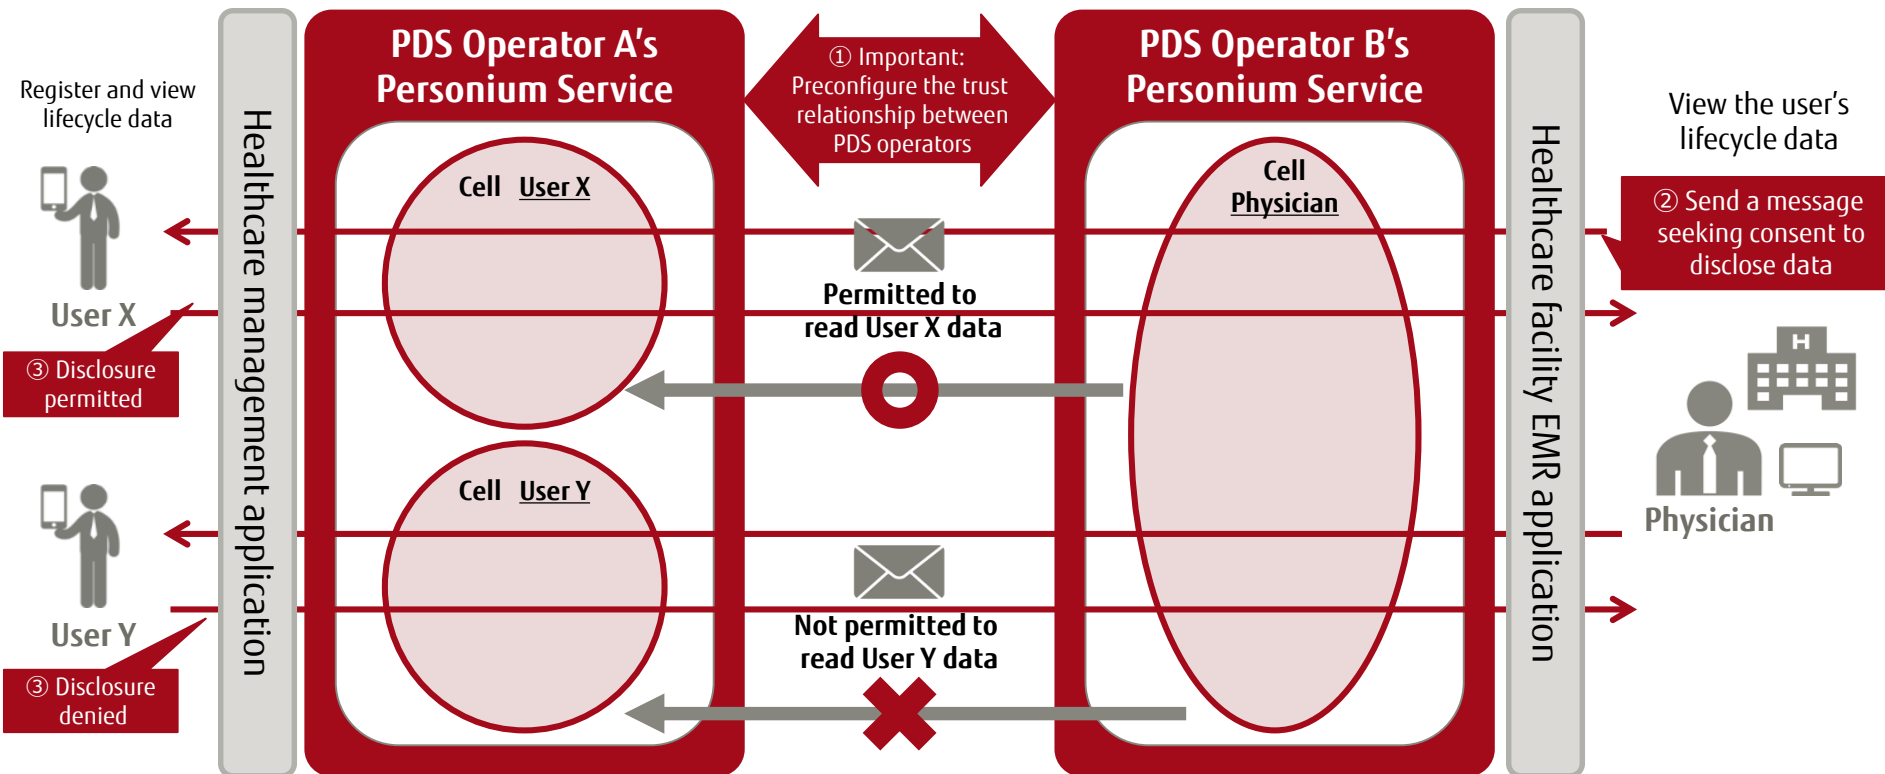 Register and view
lifecycle data
User X
③ Disclosure
permitted
User Y
③ Disclosure
denied
Healthcare management application
PDS Operator A's
Personium Service
Cell User X
Cell User Y
① Important:
Preconfigure the trust
relationship between
PDS operators
Permitted to
read User X data
Not permitted to
read User Y data
PDS Operator B's
Personium Service
Cell
Physician
Healthcare facility EMR application
View the user's
lifecycle data
② Send a message
seeking consent to
disclose data
H
Physician